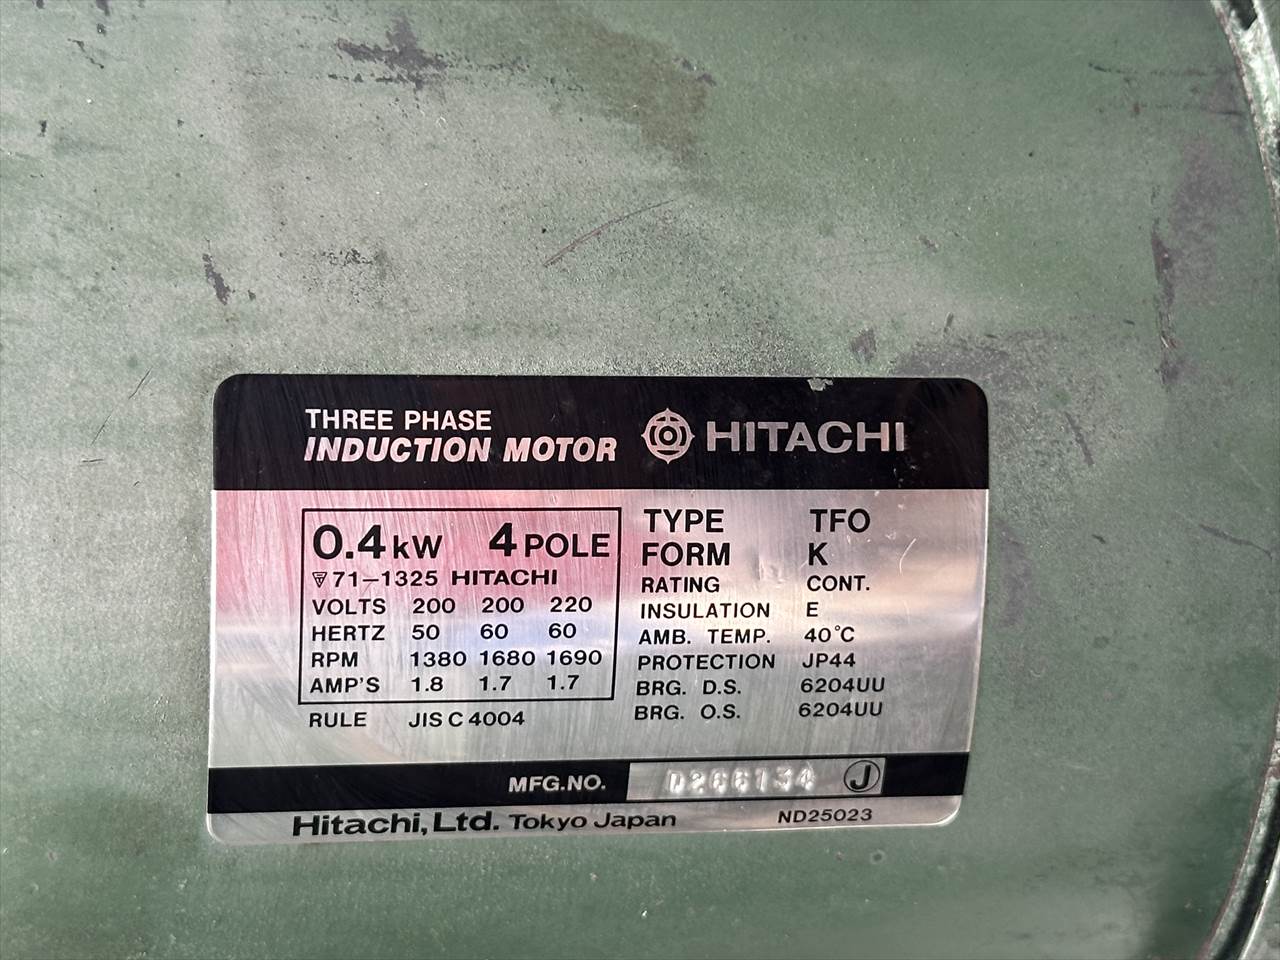 THREE PHASE
INDUCTION MOTOR
HITACHI
0.4 kW 4 POLE
71-1325 HITACHI
VOLTS 200 200 220
HERTZ 50 60 60
RPM 1380 1680 1690
AMP'S 1.8 1.7 1.7
RULE JIS C 4004
TYPE TFO
FORM K
RATING CONT.
INSULATION E
AMB. TEMP. 40°C
PROTECTION JP44
BRG. D.S. 6204UU
BRG. O.S. 6204UU
MFG.NO. J
Hitachi, Ltd. Tokyo Japan
ND25023